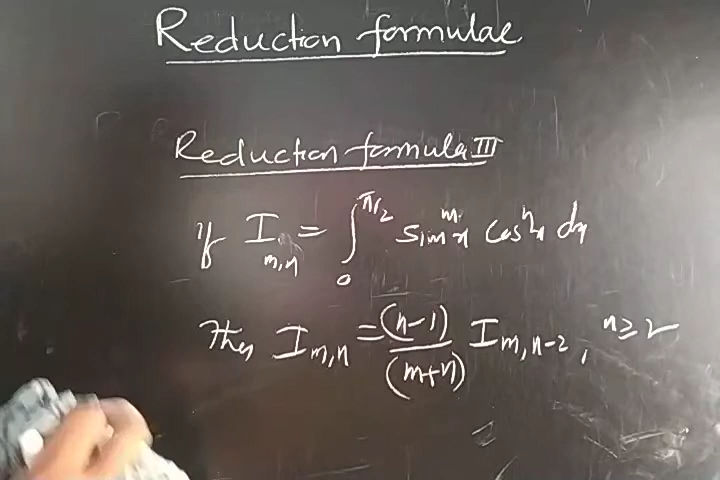 Reduction formulae
Reduction formula III
If I_{m,n} = ∫_0^{π/2} sin^m x cos^n x dx
Then I_{m,n} = (n-1)/(m+n) I_{m,n-2}, n≥2